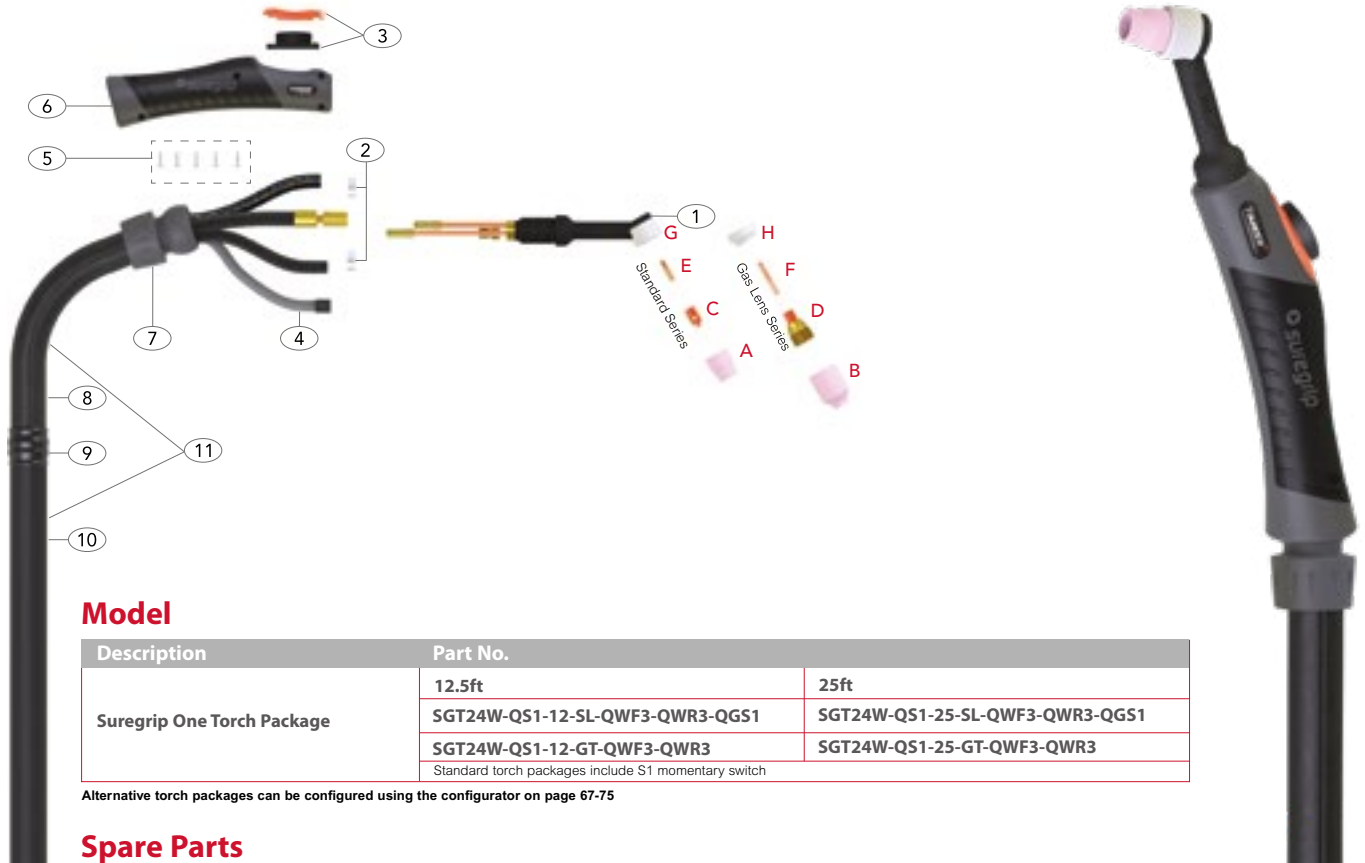 3
6
5
2
1
G
H
E
F
Standard Series
Gas Lens Series
C
D
A
B
7
4
8
9
11
10
suregrip
Model
Description Part No.
12.5ft 25ft
Suregrip One Torch Package
SGT24W-QS1-12-SL-QWF3-QWR3-QGS1 SGT24W-QS1-25-SL-QWF3-QWR3-QGS1
SGT24W-QS1-12-GT-QWF3-QWR3 SGT24W-QS1-25-GT-QWF3-QWR3
Standard torch packages include S1 momentary switch
Alternative torch packages can be configured using the configurator on page 67-75
Spare Parts